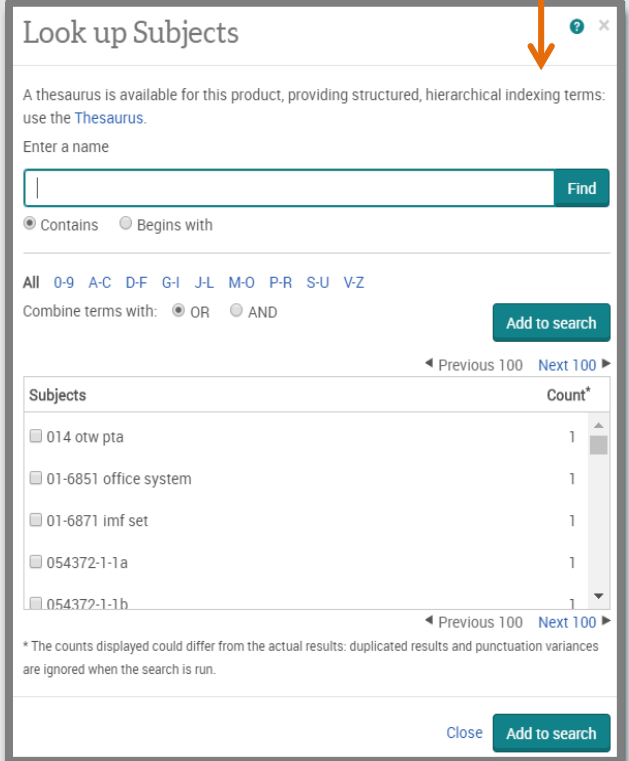 Look up Subjects ? ×
A thesaurus is available for this product, providing structured, hierarchical indexing terms:
use the Thesaurus.
Enter a name
Find
Contains Begins with
All 0-9 A-C D-F G-I J-L M-O P-R S-U V-Z
Combine terms with: OR AND
Add to search
Previous 100 Next 100
Subjects Count*
014 otw pta 1
01-6851 office system 1
01-6871 imf set 1
054372-1-1a 1
054372-1-1b 1
Previous 100 Next 100
* The counts displayed could differ from the actual results: duplicated results and punctuation variances
are ignored when the search is run.
Close Add to search